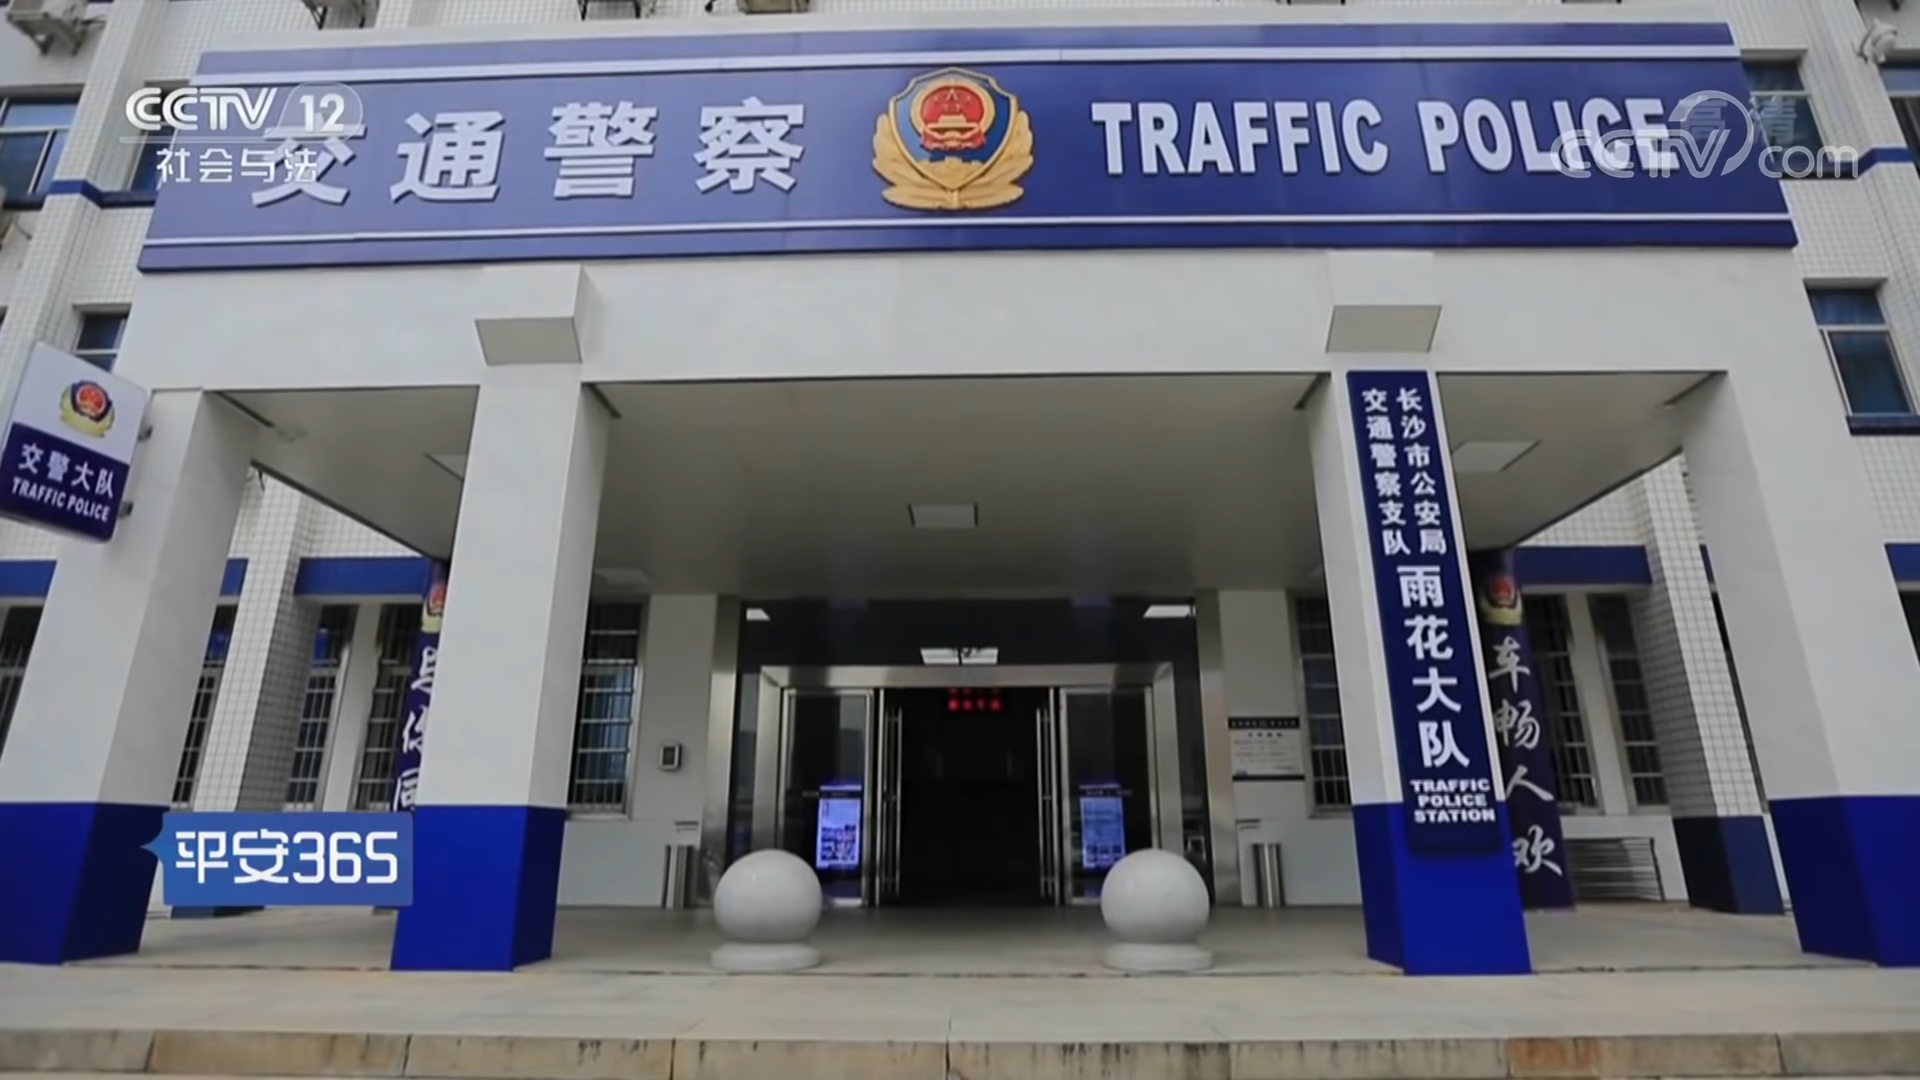 CCTV 12
社会与法
交通警察
TRAFFIC POLICE
高清
CCTV.com
交警大队
TRAFFIC POLICE
长沙市公安局
交通警察支队
雨花大队
TRAFFIC
POLICE
STATION
车畅人欢
平安365